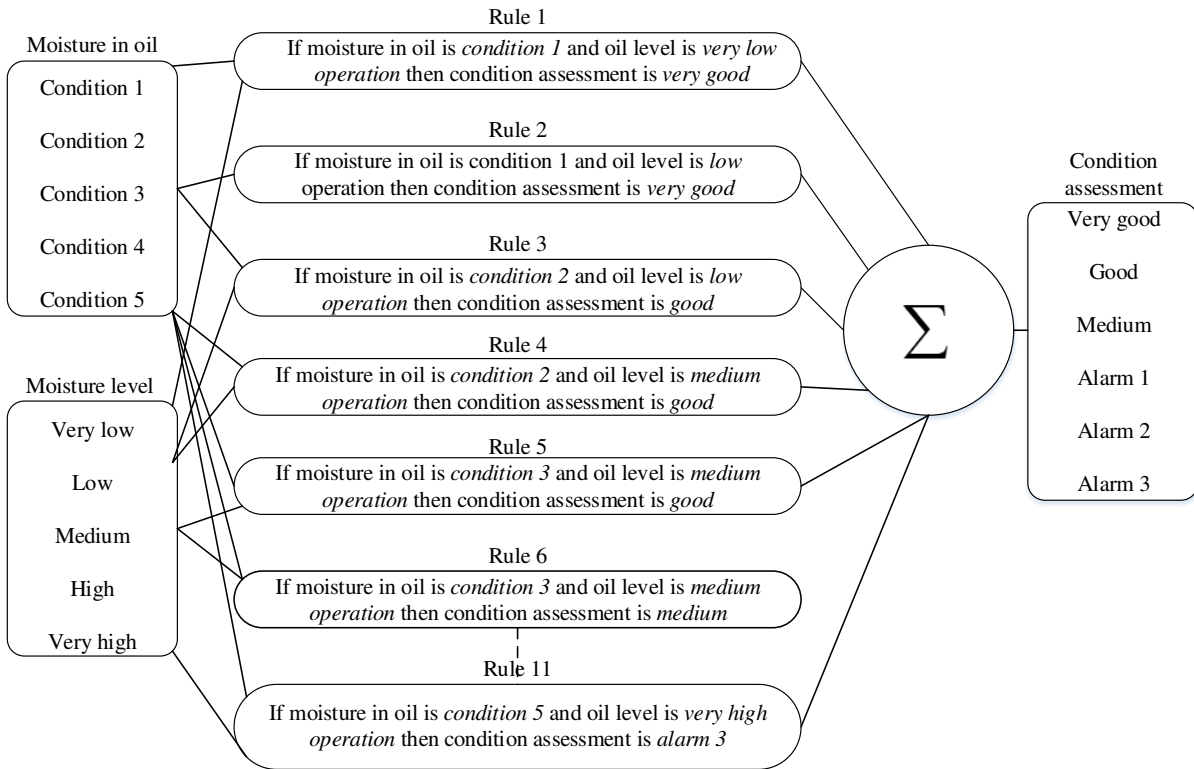 Moisture in oil
Condition 1
Condition 2
Condition 3
Condition 4
Condition 5
Moisture level
Very low
Low
Medium
High
Very high
Rule 1
If moisture in oil is condition 1 and oil level is very low
operation then condition assessment is very good
Rule 2
If moisture in oil is condition 1 and oil level is low
operation then condition assessment is very good
Rule 3
If moisture in oil is condition 2 and oil level is low
operation then condition assessment is good
Rule 4
If moisture in oil is condition 2 and oil level is medium
operation then condition assessment is good
Rule 5
If moisture in oil is condition 3 and oil level is medium
operation then condition assessment is good
Rule 6
If moisture in oil is condition 3 and oil level is medium
operation then condition assessment is medium
Rule 11
If moisture in oil is condition 5 and oil level is very high
operation then condition assessment is alarm 3
Σ
Condition
assessment
Very good
Good
Medium
Alarm 1
Alarm 2
Alarm 3